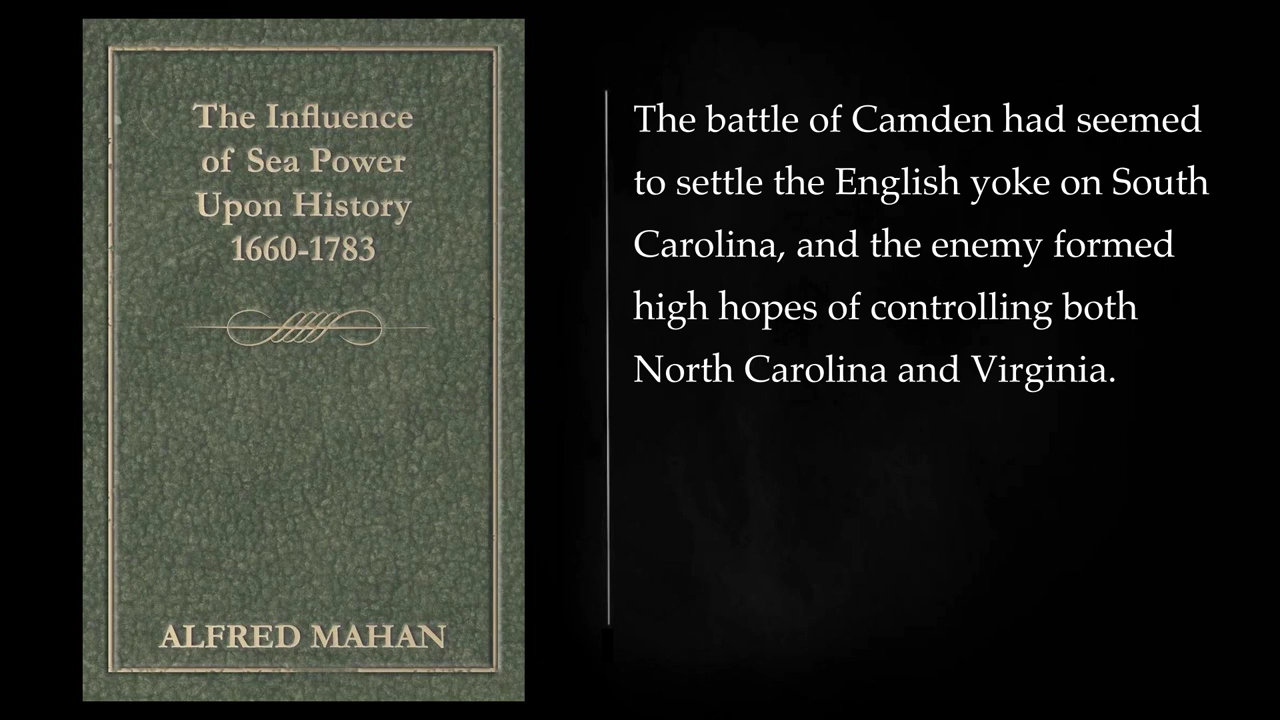 The Influence
of Sea Power
Upon History
1660-1783
ALFRED MAHAN
The battle of Camden had seemed
to settle the English yoke on South
Carolina, and the enemy formed
high hopes of controlling both
North Carolina and Virginia.